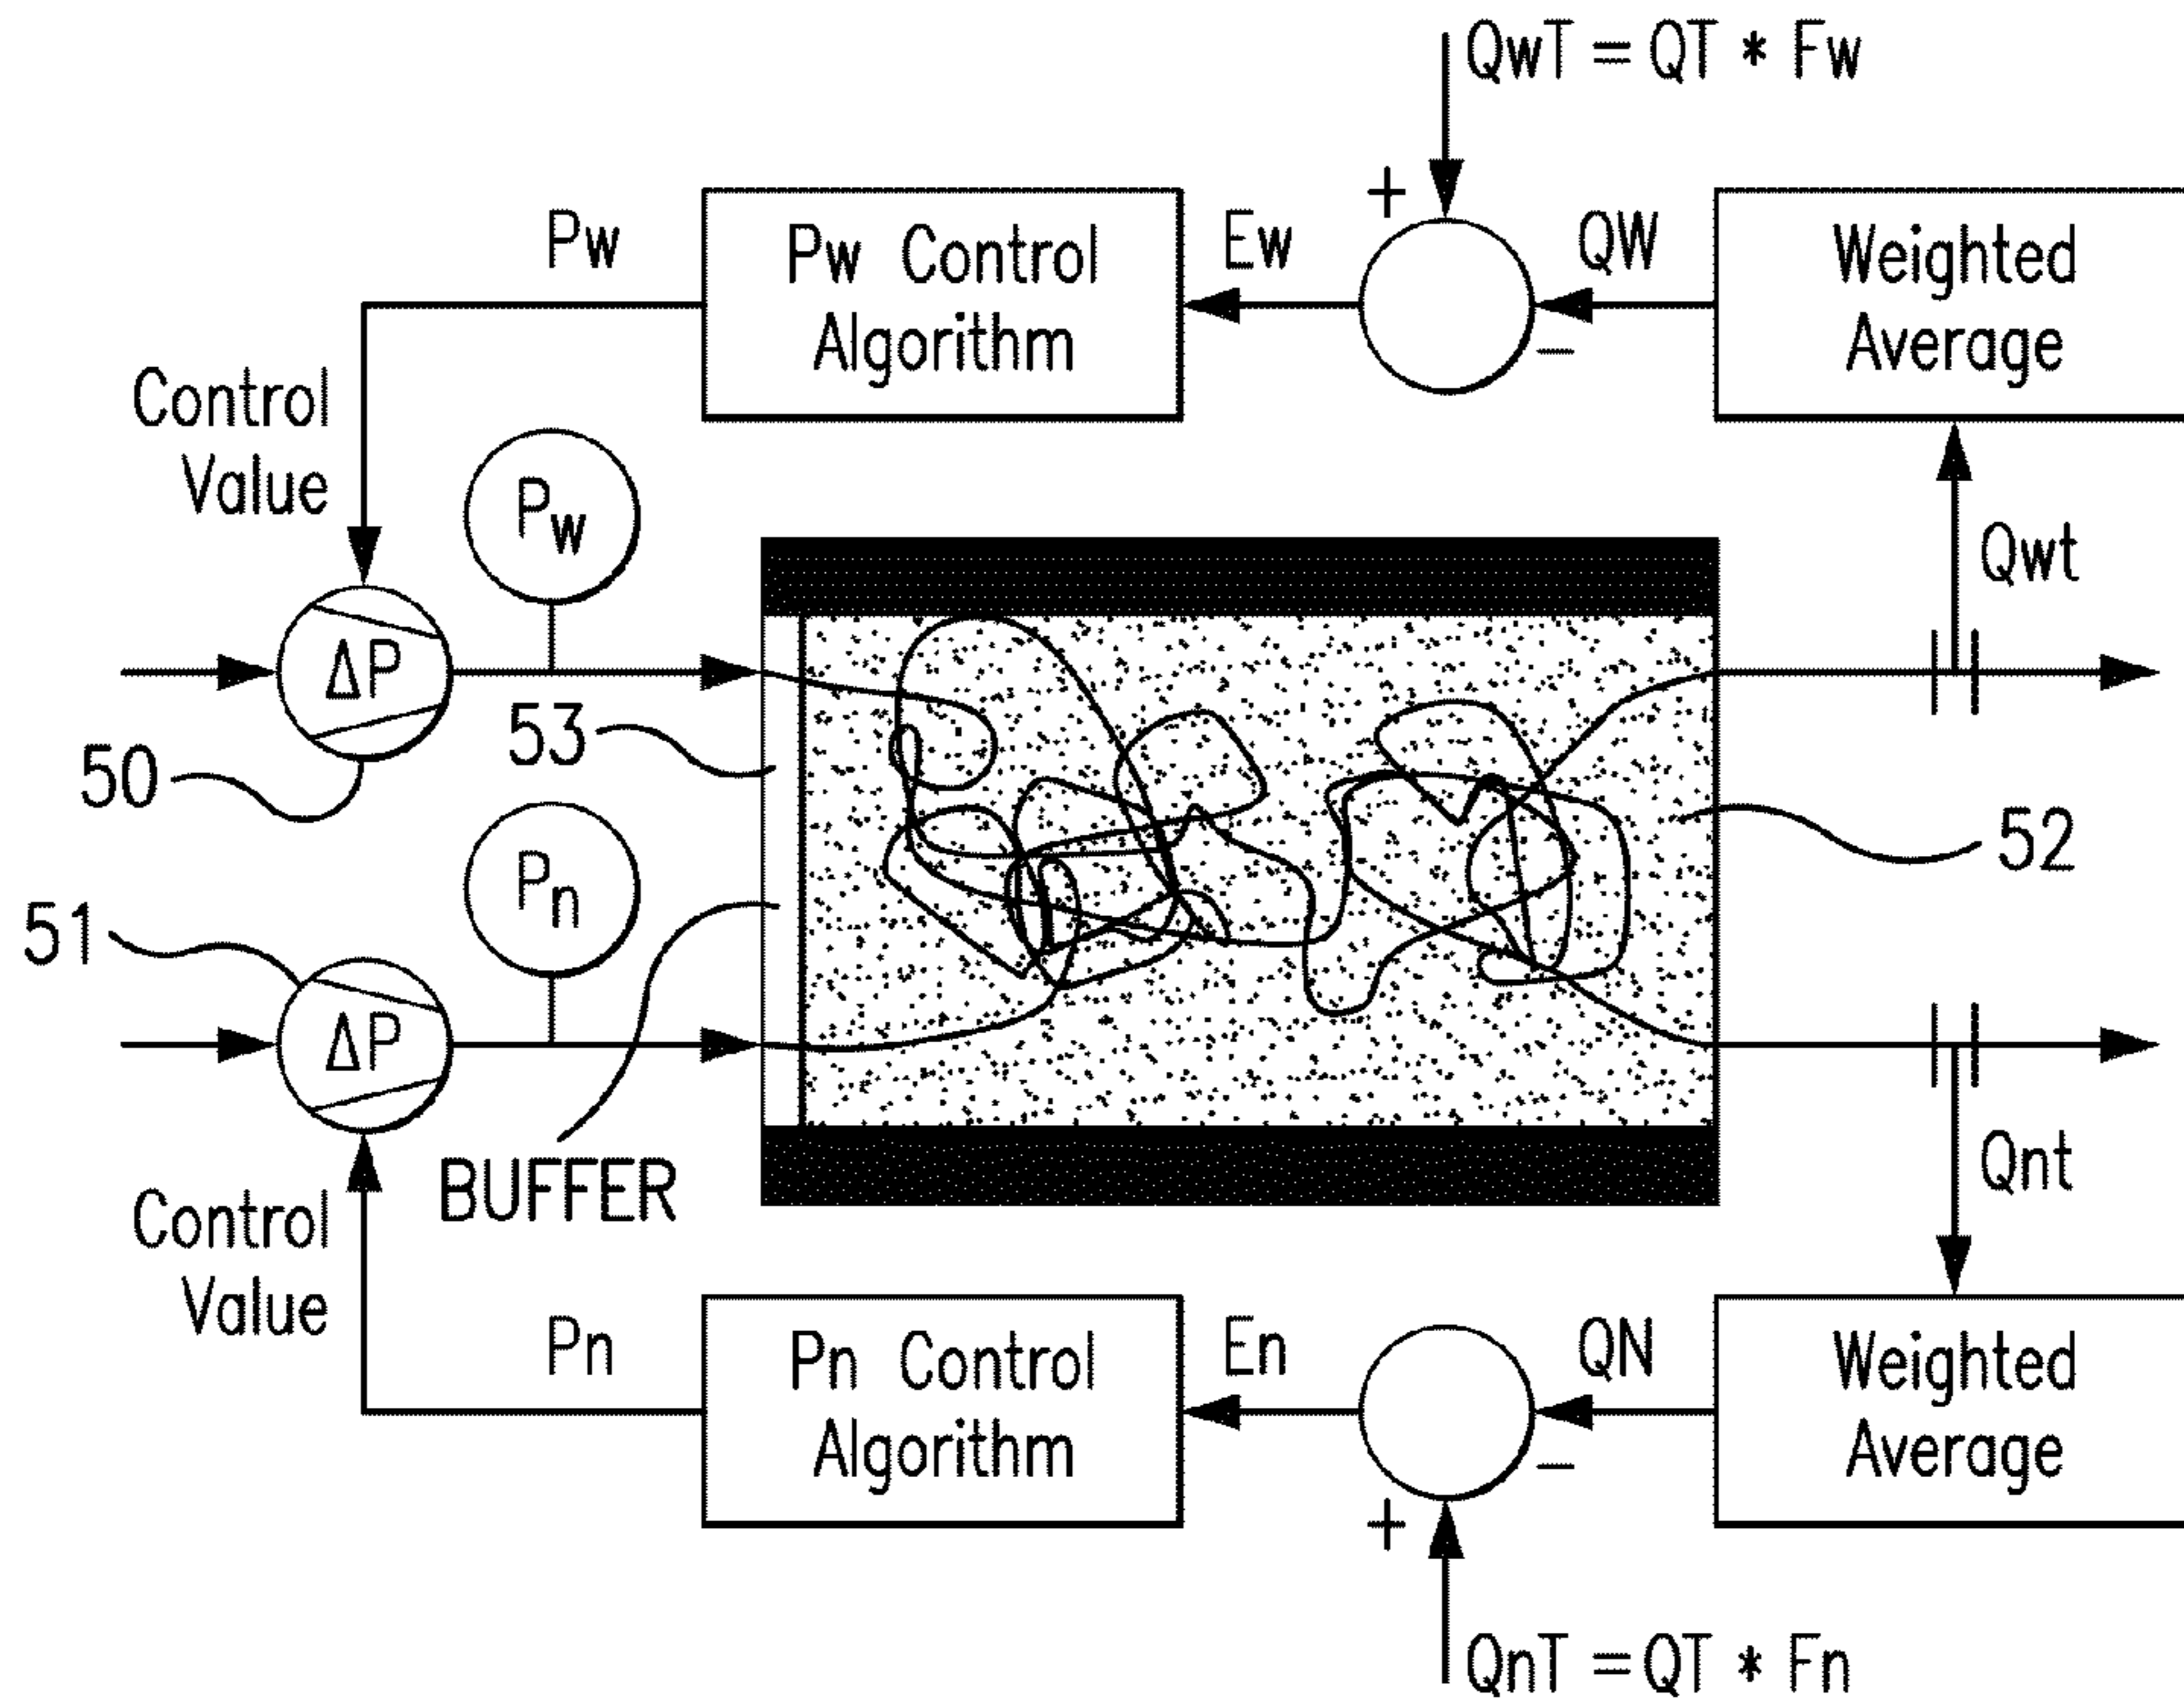 QwT = QT * Fw
+
Pw
Pw Control
Algorithm
Ew
QW
−
Weighted
Average
Control
Value
Pw
Qwt
ΔP
53
50
52
Pn
51
ΔP
BUFFER
Qnt
Control
Value
Pn
Pn Control
Algorithm
En
QN
−
Weighted
Average
+
QnT = QT * Fn